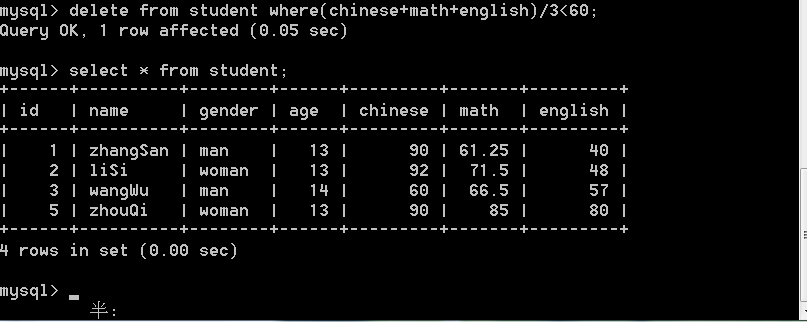 mysql> delete from student where(chinese+math+english)/3<60;
Query OK, 1 row affected (0.05 sec)
mysql> select * from student;
+------+----------+--------+------+---------+-------+---------+
| id   | name     | gender | age  | chinese | math  | english |
+------+----------+--------+------+---------+-------+---------+
|    1 | zhangSan | man    |   13 |      90 | 61.25 |      40 |
|    2 | liSi     | woman  |   13 |      92 |  71.5 |      48 |
|    3 | wangWu   | man    |   14 |      60 |  66.5 |      57 |
|    5 | zhouQi   | woman  |   13 |      90 |    85 |      80 |
+------+----------+--------+------+---------+-------+---------+
4 rows in set (0.00 sec)
mysql> _
半: